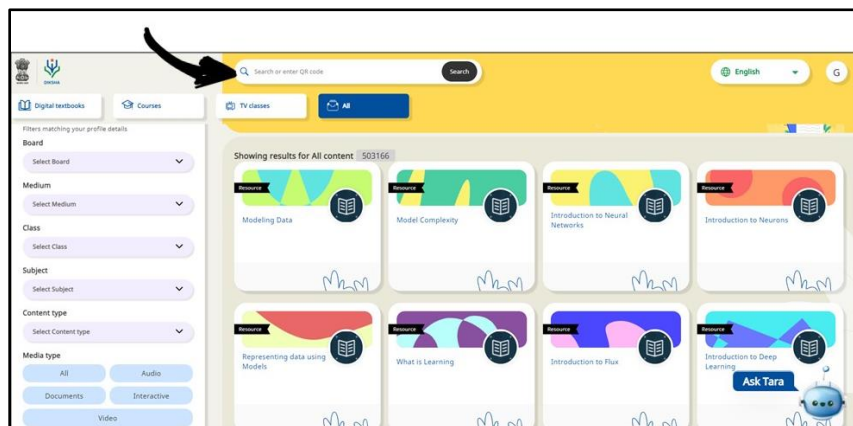 DIKSHA
Search or enter QR code
Search
English
G
Digital textbooks
Courses
TV classes
All
Filters matching your profile details
Board
Select Board
Medium
Select Medium
Class
Select Class
Subject
Select Subject
Content type
Select Content type
Media type
All
Audio
Documents
Interactive
Video
Showing results for All content 503166
Resource
Modeling Data
Resource
Model Complexity
Resource
Introduction to Neural
Networks
Resource
Introduction to Neurons
Resource
Representing data using
Models
Resource
What is Learning
Resource
Introduction to Flux
Resource
Introduction to Deep
Learning
Ask Tara